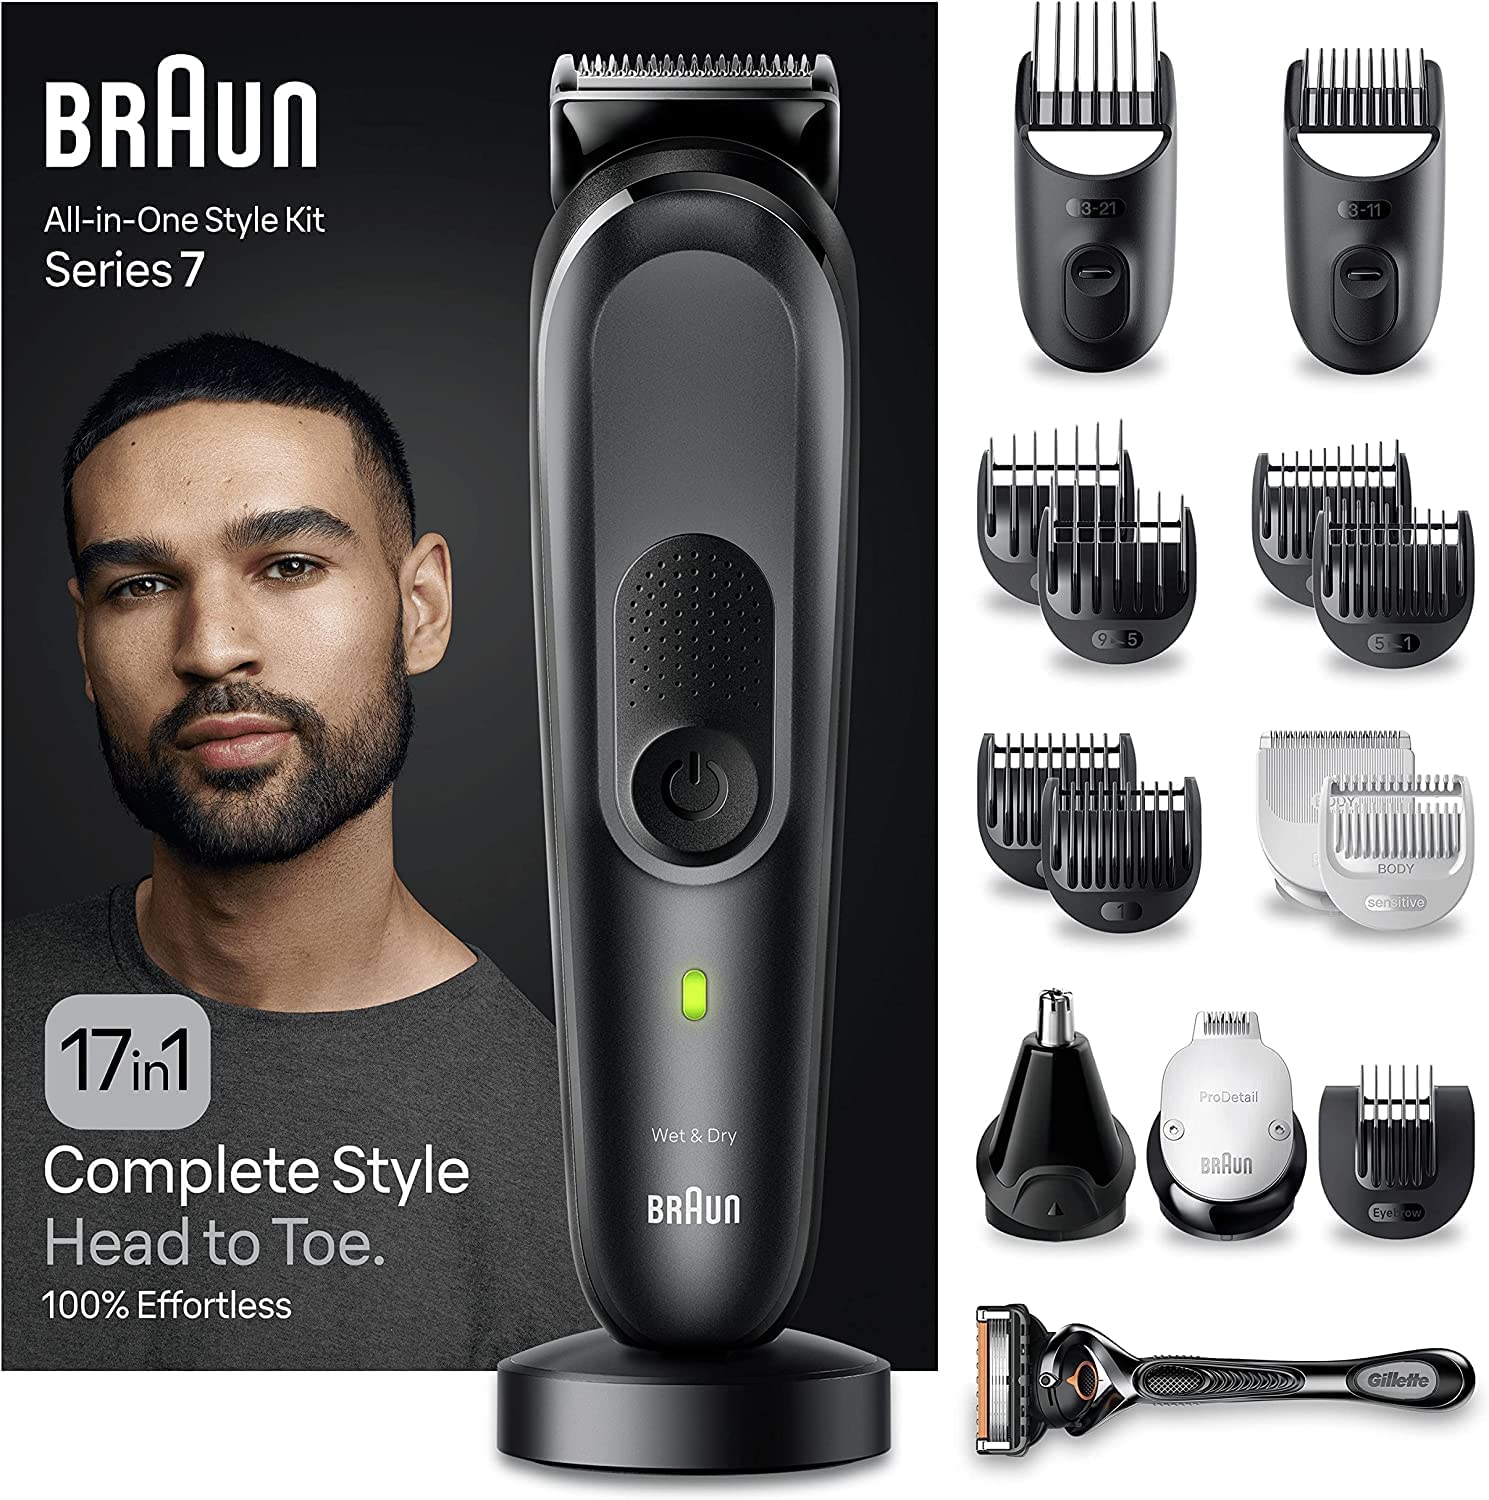 BRAUN
All-in-One Style Kit
Series 7
17in1
Complete Style
Head to Toe.
100% Effortless
Wet & Dry
BRAUN
13-21
3-11
9 5
5 1
1
BODY
BODY
sensitive
ProDetail
BRAUN
Eyebrow
Gillette